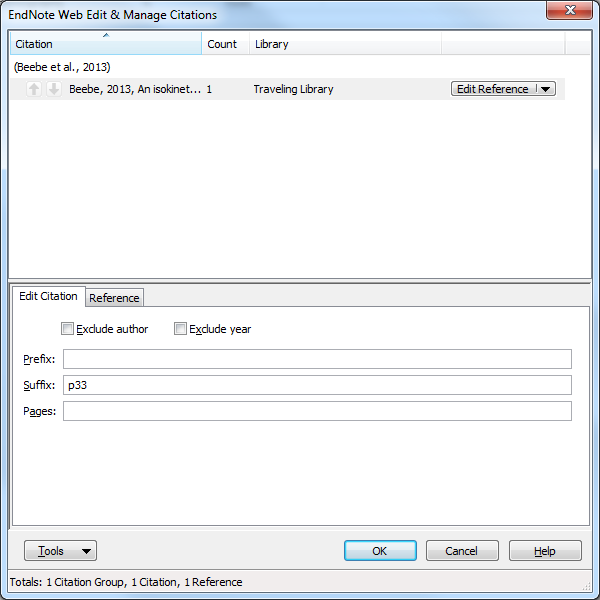 EndNote Web Edit & Manage Citations
Citation Count Library
(Beebe et al., 2013)
Beebe, 2013, An isokinet... 1 Traveling Library Edit Reference
Edit Citation Reference
Exclude author Exclude year
Prefix:
Suffix: p33
Pages:
Tools OK Cancel Help
Totals: 1 Citation Group, 1 Citation, 1 Reference